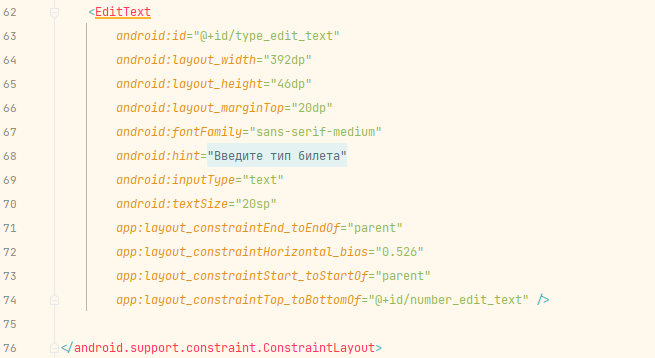 62 <EditText
63 android:id="@+id/type_edit_text"
64 android:layout_width="392dp"
65 android:layout_height="46dp"
66 android:layout_marginTop="20dp"
67 android:fontFamily="sans-serif-medium"
68 android:hint="Введите тип билета"
69 android:inputType="text"
70 android:textSize="20sp"
71 app:layout_constraintEnd_toEndOf="parent"
72 app:layout_constraintHorizontal_bias="0.526"
73 app:layout_constraintStart_toStartOf="parent"
74 app:layout_constraintTop_toBottomOf="@+id/number_edit_text" />
75
76 </android.support.constraint.ConstraintLayout>